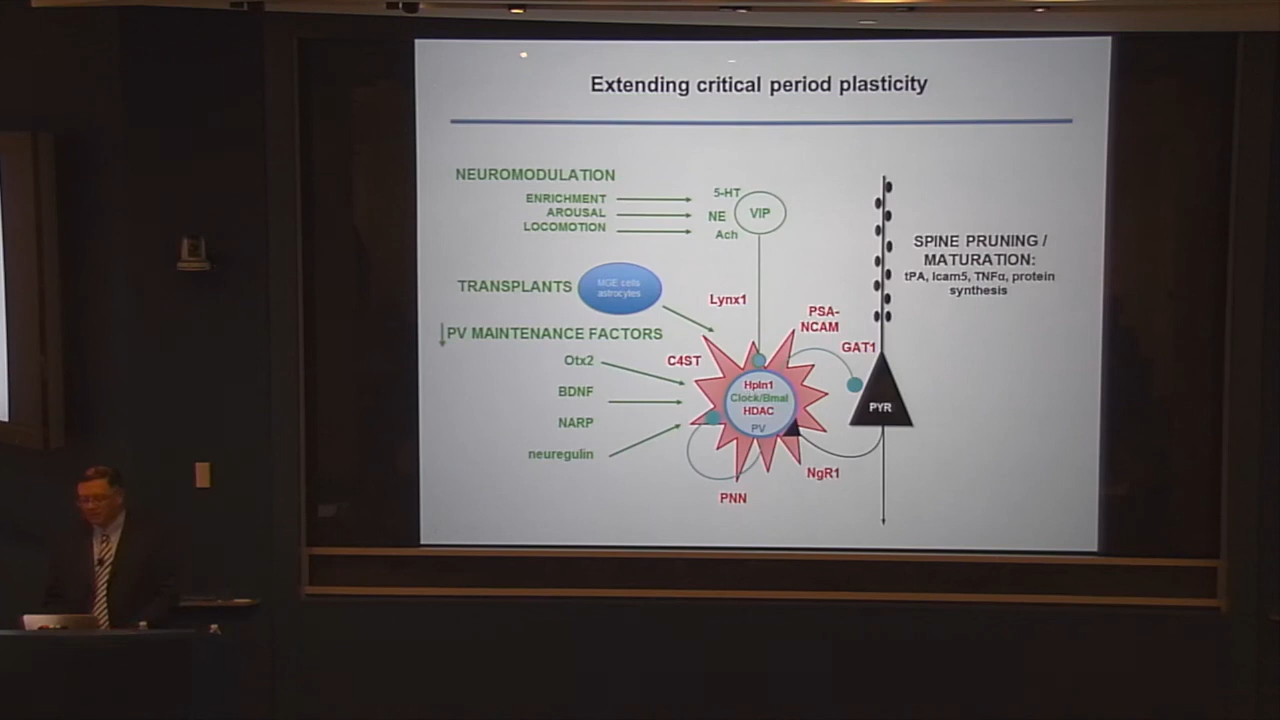 Extending critical period plasticity
NEUROMODULATION
ENRICHMENT
AROUSAL
LOCOMOTION
5-HT
NE
Ach
VIP
TRANSPLANTS
MGE cells
astrocytes
↓PV MAINTENANCE FACTORS
Otx2
BDNF
NARP
neuregulin
Lynx1
C4ST
PSA-
NCAM
GAT1
Hpln1
Clock/Bmal
HDAC
PV
PYR
NgR1
PNN
SPINE PRUNING /
MATURATION:
tPA, Icam5, TNFα, protein
synthesis